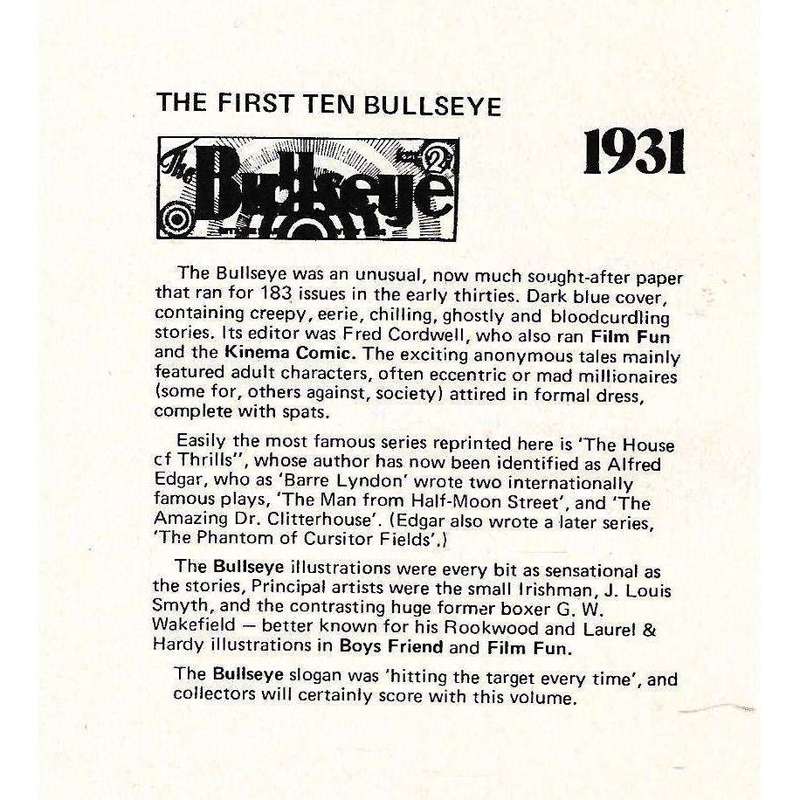 THE FIRST TEN BULLSEYE
1931
The Bullseye
The Bullseye was an unusual, now much sought-after paper
that ran for 183 issues in the early thirties. Dark blue cover,
containing creepy, eerie, chilling, ghostly and bloodcurdling
stories. Its editor was Fred Cordwell, who also ran Film Fun
and the Kinema Comic. The exciting anonymous tales mainly
featured adult characters, often eccentric or mad millionaires
(some for, others against, society) attired in formal dress,
complete with spats.
Easily the most famous series reprinted here is 'The House
cf Thrills", whose author has now been identified as Alfred
Edgar, who as 'Barre Lyndon' wrote two internationally
famous plays, 'The Man from Half-Moon Street', and 'The
Amazing Dr. Clitterhouse'. (Edgar also wrote a later series,
'The Phantom of Cursitor Fields'.)
The Bullseye illustrations were every bit as sensational as
the stories, Principal artists were the small Irishman, J. Louis
Smyth, and the contrasting huge former boxer G. W.
Wakefield — better known for his Rookwood and Laurel &
Hardy illustrations in Boys Friend and Film Fun.
The Bullseye slogan was 'hitting the target every time', and
collectors will certainly score with this volume.